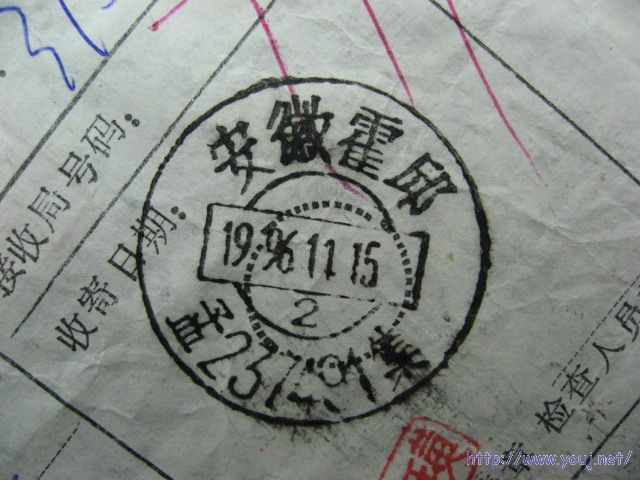 接收局号码：
收寄日期：
安徽霍邱
1996 11 15
2
集
检查人员
http://www.youj.net/